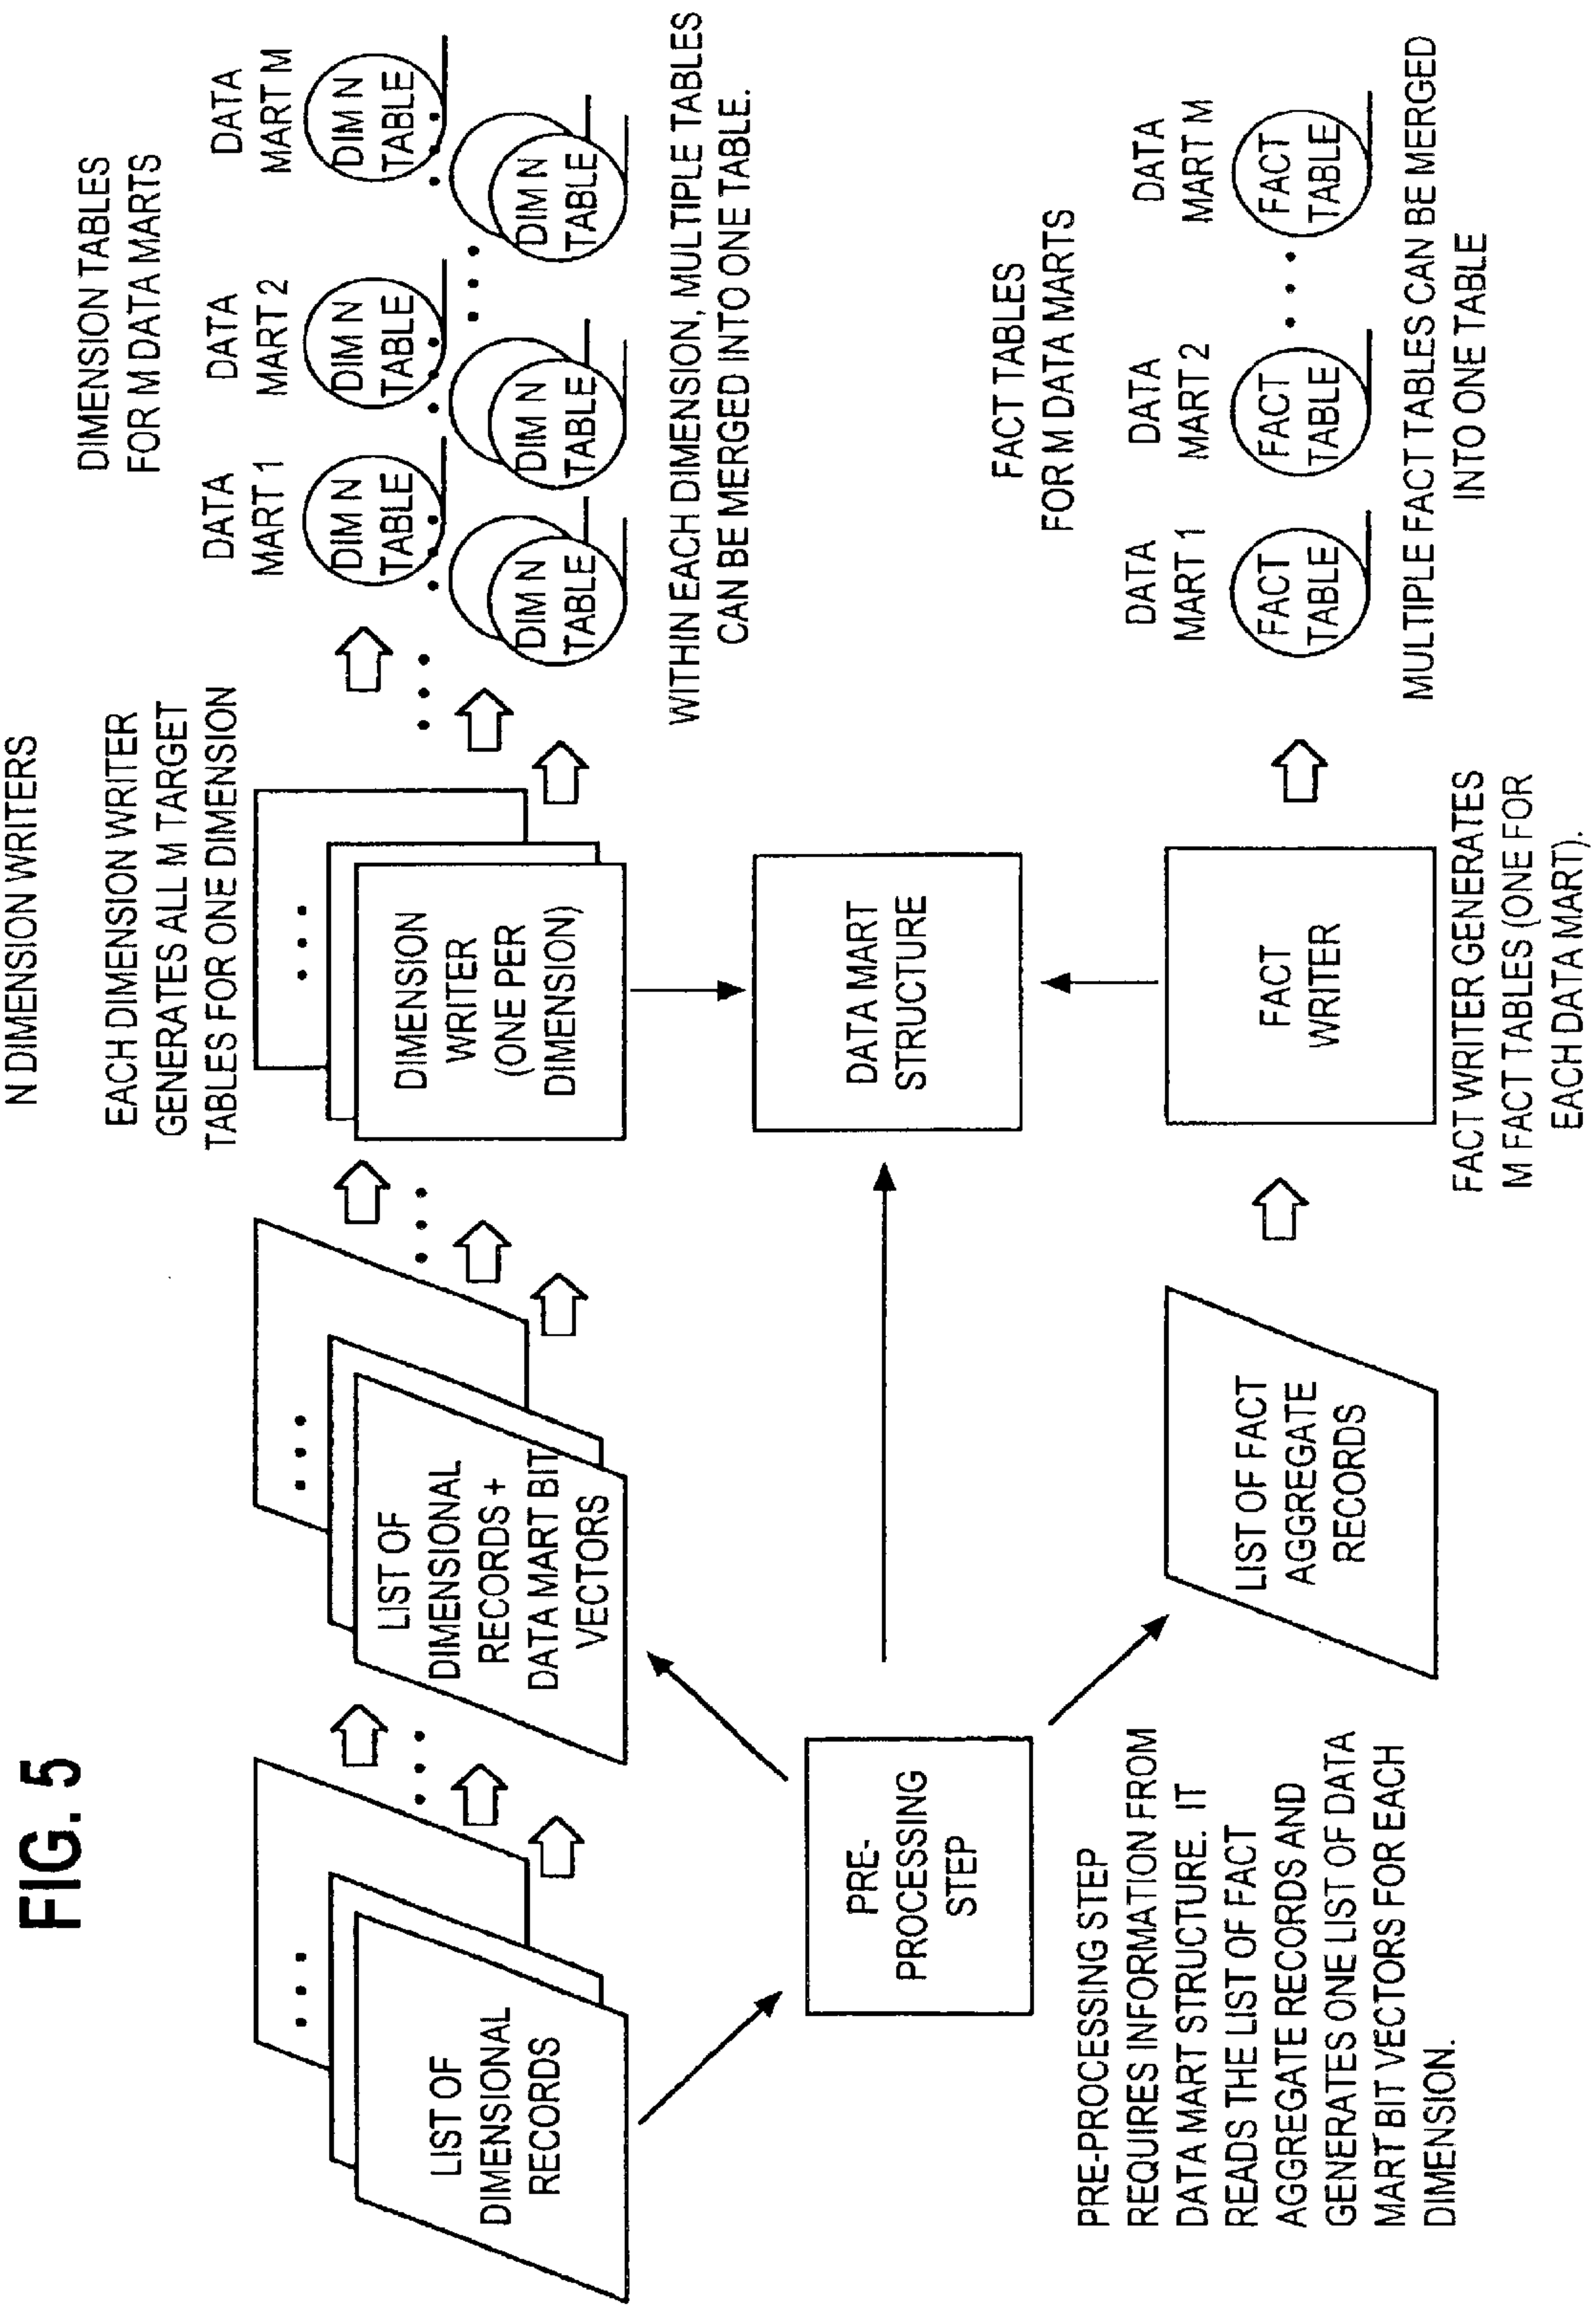 FIG. 5
N DIMENSION WRITERS
EACH DIMENSION WRITER
GENERATES ALL M TARGET
TABLES FOR ONE DIMENSION
DIMENSION TABLES
FOR M DATA MARTS
DATA
MART 1
DATA
MART 2
DATA
MART M
DIM N
TABLE
DIM N
TABLE
DIM N
TABLE
DIM N
TABLE
DIM N
TABLE
DIM N
TABLE
WITHIN EACH DIMENSION, MULTIPLE TABLES
CAN BE MERGED INTO ONE TABLE.
LIST OF
DIMENSIONAL
RECORDS
LIST OF
DIMENSIONAL
RECORDS +
DATA MART BIT
VECTORS
DIMENSION
WRITER
(ONE PER
DIMENSION)
PRE-
PROCESSING
STEP
DATA MART
STRUCTURE
PRE-PROCESSING STEP
REQUIRES INFORMATION FROM
DATA MART STRUCTURE. IT
READS THE LIST OF FACT
AGGREGATE RECORDS AND
GENERATES ONE LIST OF DATA
MART BIT VECTORS FOR EACH
DIMENSION.
LIST OF FACT
AGGREGATE
RECORDS
FACT
WRITER
FACT WRITER GENERATES
M FACT TABLES (ONE FOR
EACH DATA MART).
FACT TABLES
FOR M DATA MARTS
DATA
MART 1
DATA
MART 2
DATA
MART M
FACT
TABLE
FACT
TABLE
FACT
TABLE
MULTIPLE FACT TABLES CAN BE MERGED
INTO ONE TABLE